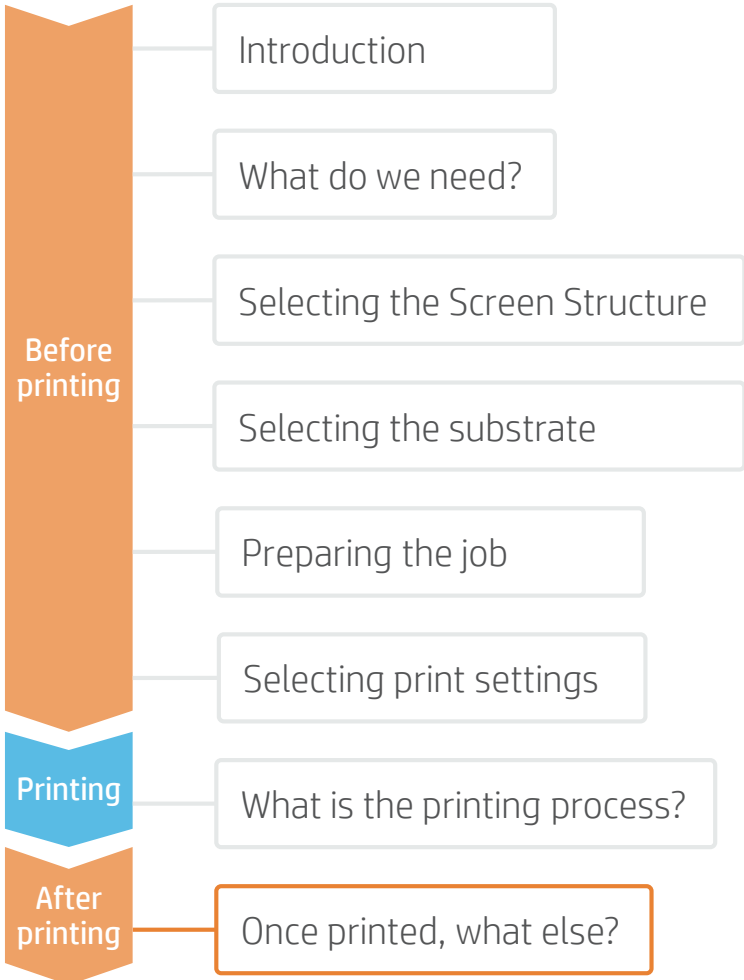 Introduction
What do we need?
Selecting the Screen Structure
Before
printing
Selecting the substrate
Preparing the job
Selecting print settings
Printing
What is the printing process?
After
printing
Once printed, what else?